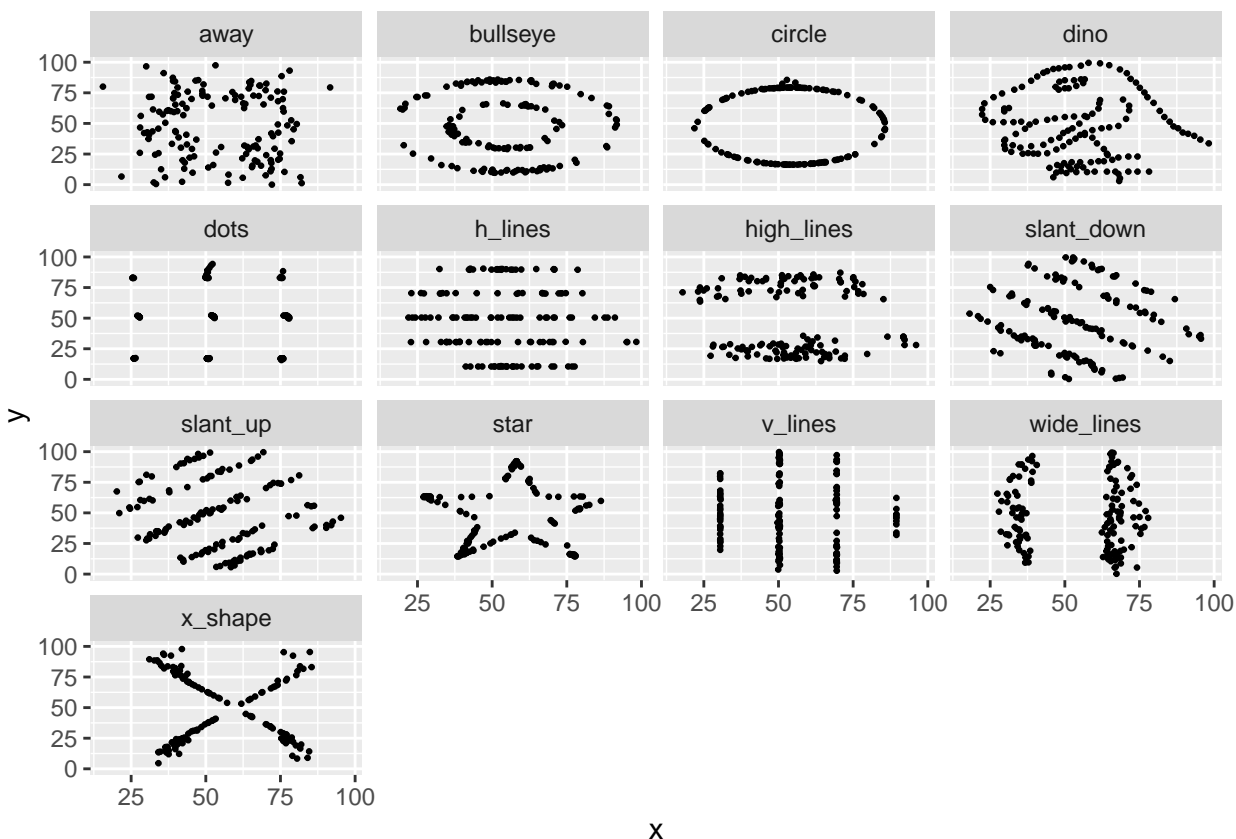 away bullseye circle dino
100
75
50
25
0
dots h_lines high_lines slant_down
100
75
50
25
0
slant_up star v_lines wide_lines
100
75
50
25
0
25 50 75 100 25 50 75 100 25 50 75 100
x_shape
100
75
50
25
0
25 50 75 100
y
x